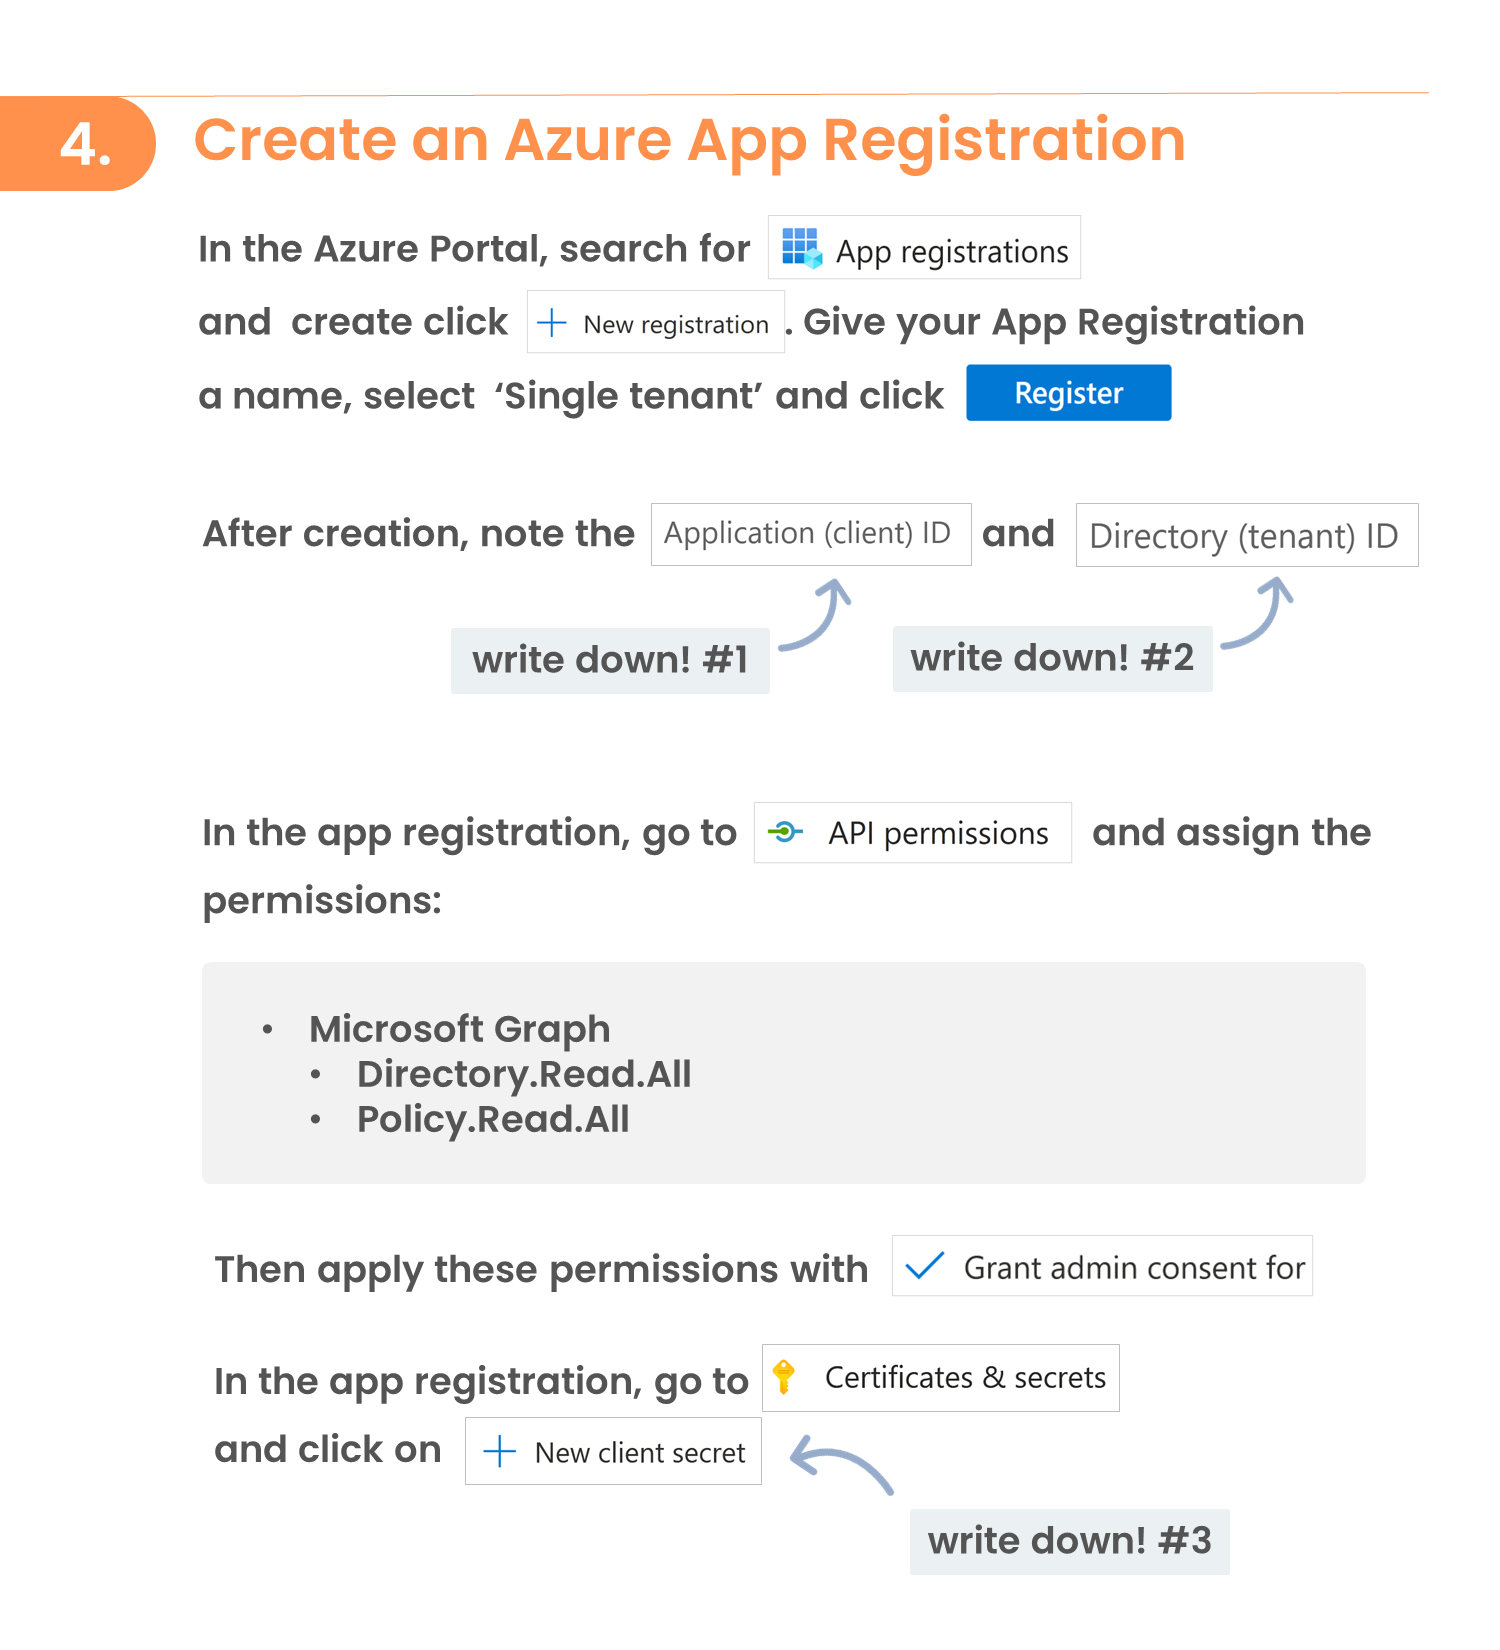 4. Create an Azure App Registration
In the Azure Portal, search for App registrations
and create click + New registration . Give your App Registration
a name, select ‘Single tenant’ and click Register
After creation, note the Application (client) ID and Directory (tenant) ID
write down! #1 write down! #2
In the app registration, go to API permissions and assign the
permissions:
• Microsoft Graph
• Directory.Read.All
• Policy.Read.All
Then apply these permissions with Grant admin consent for
In the app registration, go to Certificates & secrets
and click on + New client secret
write down! #3